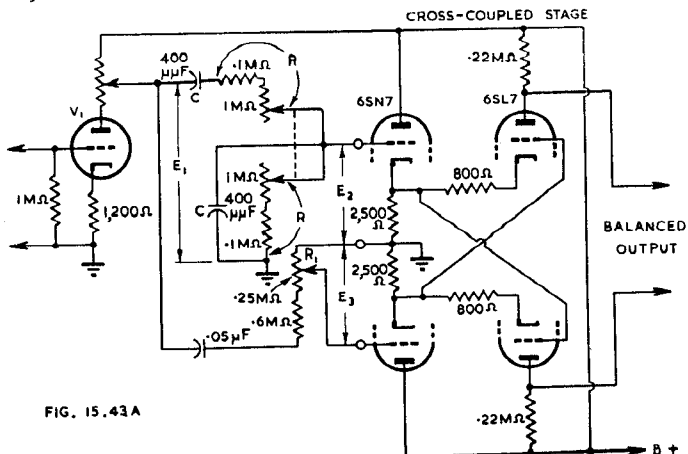 CROSS-COUPLED STAGE
400
µµF
C
.1MΩ
R
1MΩ
.22MΩ
6SN7
6SL7
V₁
E₁
1MΩ
1,200Ω
1MΩ
400
µµF
C
.1MΩ
R
E₂
2,500
Ω
800Ω
BALANCED
OUTPUT
R₁
.25MΩ
.6MΩ
E₃
2,500
Ω
800Ω
.05µF
.22MΩ
FIG. 15.43A
B +